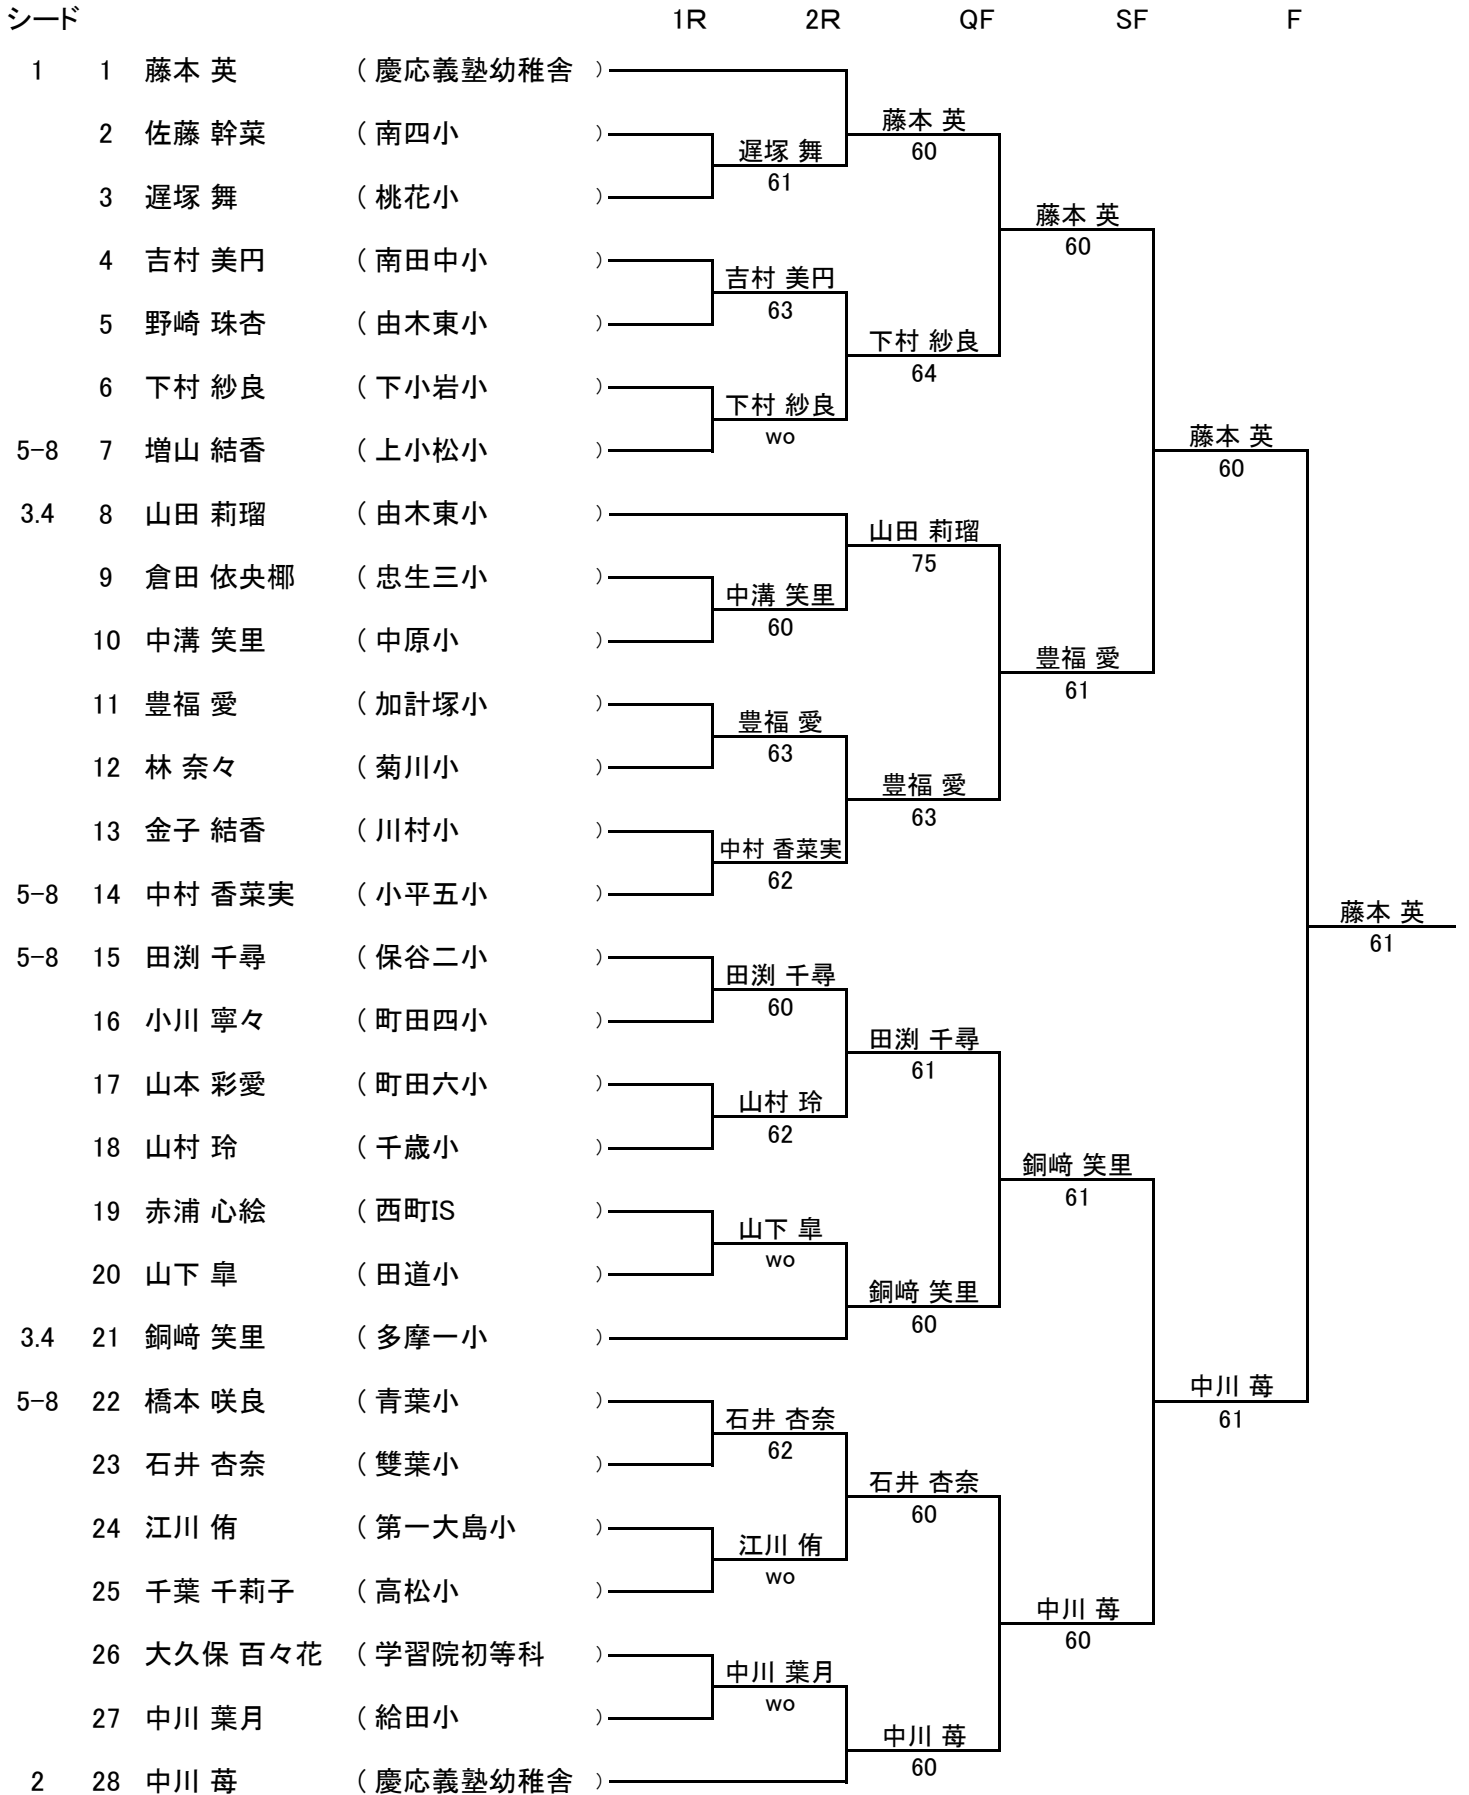 シード 1R 2R QF SF F
1 1 藤本 英 ( 慶応義塾幼稚舎 )
藤本 英
2 佐藤 幹菜 ( 南四小 )
遅塚 舞 60
61
3 遅塚 舞 ( 桃花小 )
藤本 英
60
4 吉村 美円 ( 南田中小 )
吉村 美円
63
5 野崎 珠杏 ( 由木東小 )
下村 紗良
64
6 下村 紗良 ( 下小岩小 )
下村 紗良
wo 藤本 英
5-8 7 増山 結香 ( 上小松小 )
60
3.4 8 山田 莉瑠 ( 由木東小 )
山田 莉瑠
75
9 倉田 依央椰 ( 忠生三小 )
中溝 笑里
60
10 中溝 笑里 ( 中原小 )
豊福 愛
61
11 豊福 愛 ( 加計塚小 )
豊福 愛
63
12 林 奈々 ( 菊川小 )
豊福 愛
63
13 金子 結香 ( 川村小 )
中村 香菜実
62
5-8 14 中村 香菜実 ( 小平五小 )
藤本 英
61
5-8 15 田渕 千尋 ( 保谷二小 )
田渕 千尋
60
16 小川 寧々 ( 町田四小 )
田渕 千尋
61
17 山本 彩愛 ( 町田六小 )
山村 玲
62
18 山村 玲 ( 千歳小 )
銅﨑 笑里
61
19 赤浦 心絵 ( 西町IS )
山下 皐
wo
20 山下 皐 ( 田道小 )
銅﨑 笑里
60
3.4 21 銅﨑 笑里 ( 多摩一小 )
中川 苺
61
5-8 22 橋本 咲良 ( 青葉小 )
石井 杏奈
62
23 石井 杏奈 ( 雙葉小 )
石井 杏奈
60
24 江川 侑 ( 第一大島小 )
江川 侑
wo
25 千葉 千莉子 ( 高松小 )
中川 苺
60
26 大久保 百々花 ( 学習院初等科 )
中川 葉月
wo
27 中川 葉月 ( 給田小 )
中川 苺
60
2 28 中川 苺 ( 慶応義塾幼稚舎 )